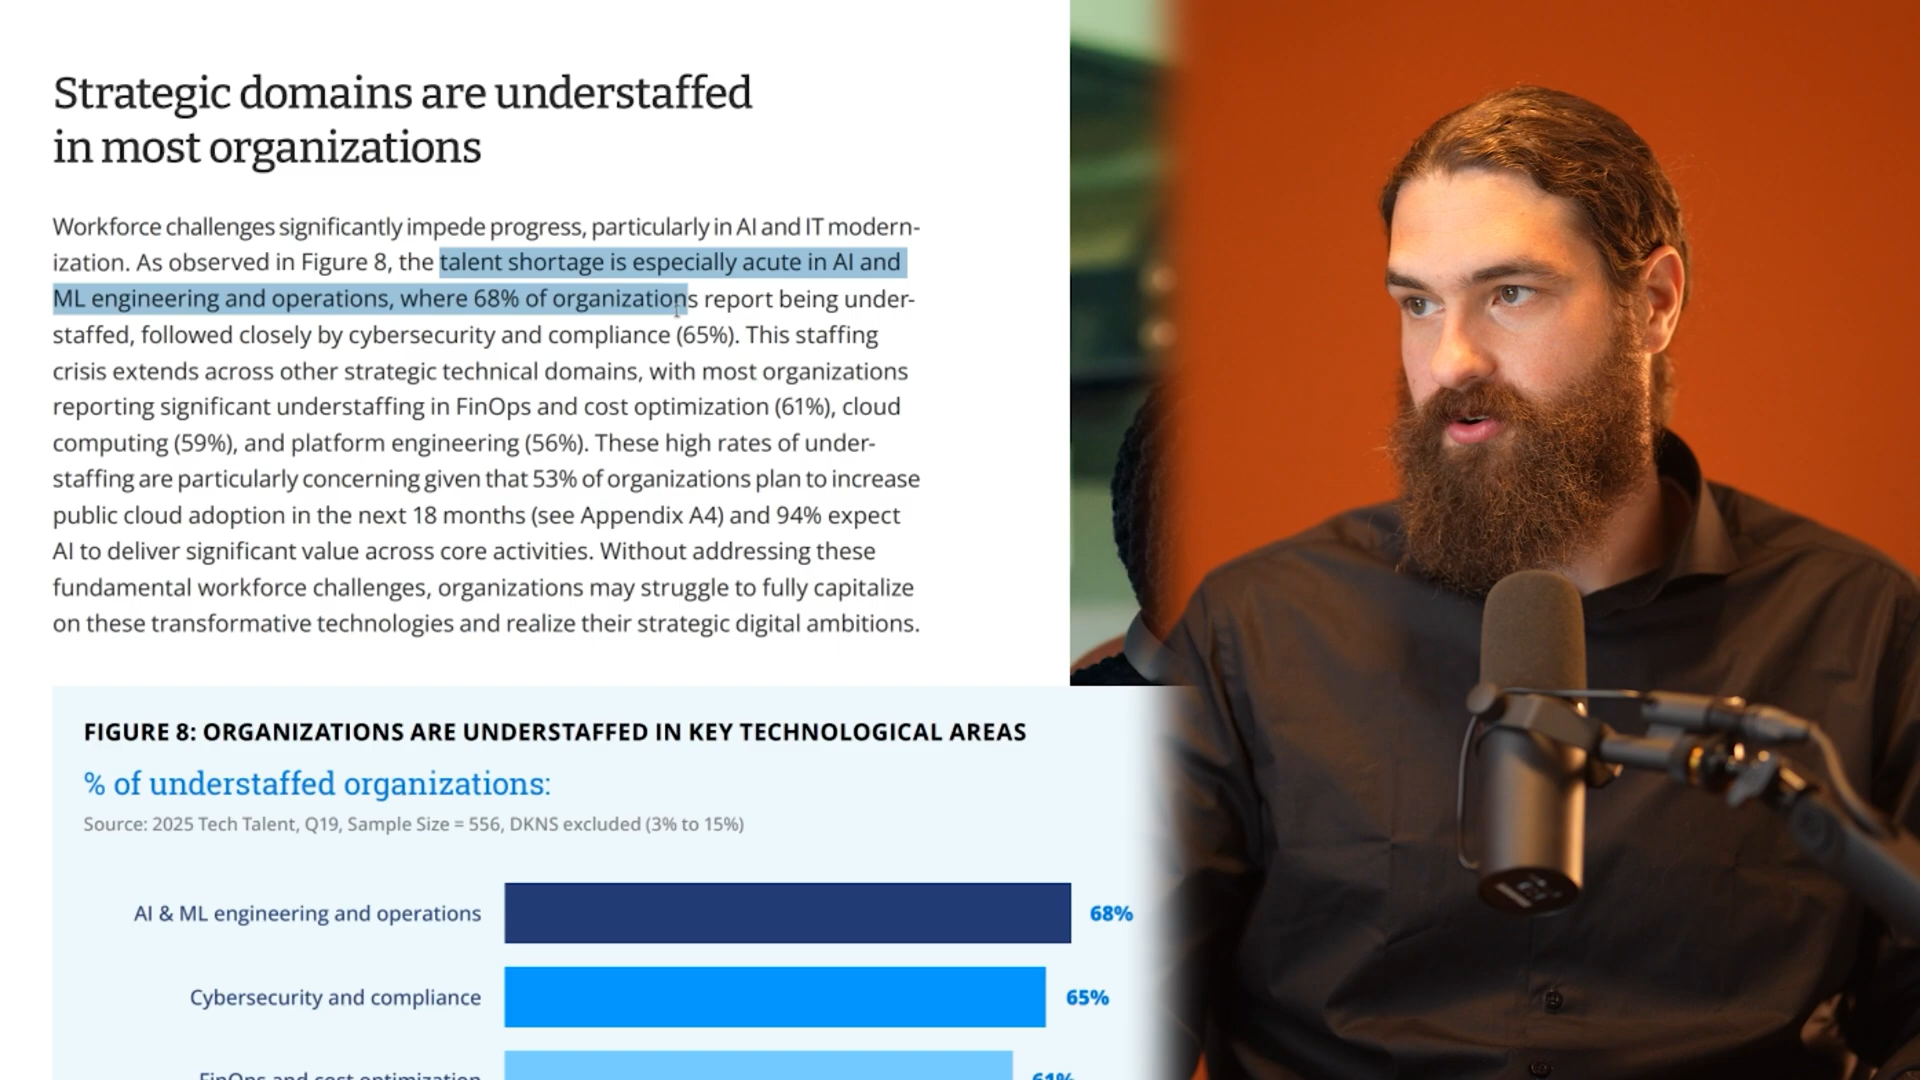 Strategic domains are understaffed
in most organizations
Workforce challenges significantly impede progress, particularly in AI and IT modern-
ization. As observed in Figure 8, the talent shortage is especially acute in AI and
ML engineering and operations, where 68% of organizations report being under-
staffed, followed closely by cybersecurity and compliance (65%). This staffing
crisis extends across other strategic technical domains, with most organizations
reporting significant understaffing in FinOps and cost optimization (61%), cloud
computing (59%), and platform engineering (56%). These high rates of under-
staffing are particularly concerning given that 53% of organizations plan to increase
public cloud adoption in the next 18 months (see Appendix A4) and 94% expect
AI to deliver significant value across core activities. Without addressing these
fundamental workforce challenges, organizations may struggle to fully capitalize
on these transformative technologies and realize their strategic digital ambitions.
FIGURE 8: ORGANIZATIONS ARE UNDERSTAFFED IN KEY TECHNOLOGICAL AREAS
% of understaffed organizations:
Source: 2025 Tech Talent, Q19, Sample Size = 556, DKNS excluded (3% to 15%)
AI & ML engineering and operations 68%
Cybersecurity and compliance 65%
FinOps and cost optimization 61%